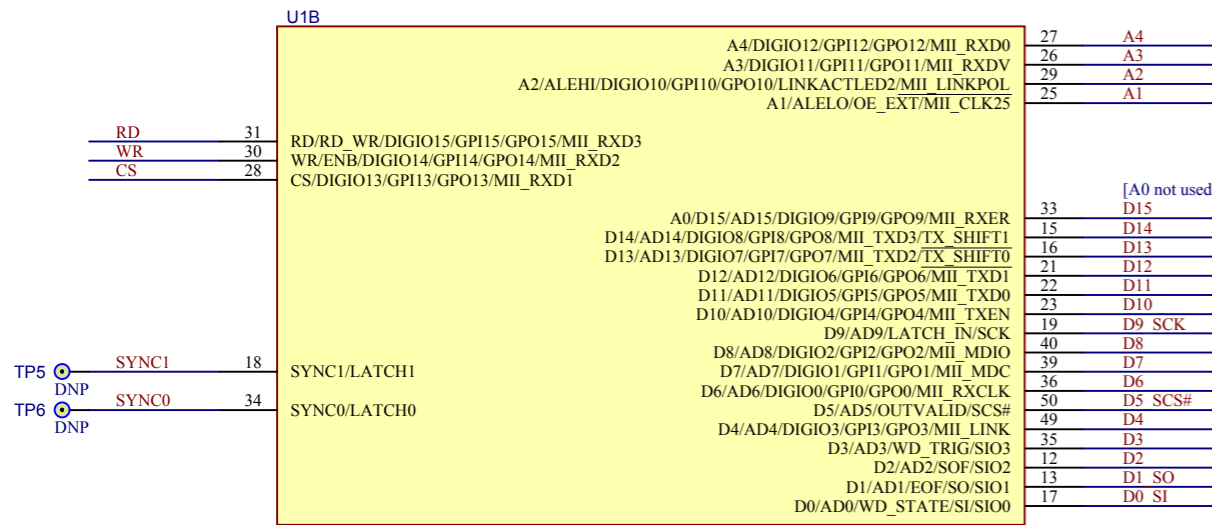 U1B
A4/DIGIO12/GPI12/GPO12/MII_RXD0 27 A4
A3/DIGIO11/GPI11/GPO11/MII_RXDV 26 A3
A2/ALEHI/DIGIO10/GPI10/GPO10/LINKACTLED2/MII_LINKPOL 29 A2
A1/ALELO/OE_EXT/MII_CLK25 25 A1
RD 31 RD/RD_WR/DIGIO15/GPI15/GPO15/MII_RXD3
WR 30 WR/ENB/DIGIO14/GPI14/GPO14/MII_RXD2
CS 28 CS/DIGIO13/GPI13/GPO13/MII_RXD1
[A0 not used
A0/D15/AD15/DIGIO9/GPI9/GPO9/MII_RXER 33 D15
D14/AD14/DIGIO8/GPI8/GPO8/MII_TXD3/TX_SHIFT1 15 D14
D13/AD13/DIGIO7/GPI7/GPO7/MII_TXD2/TX_SHIFT0 16 D13
D12/AD12/DIGIO6/GPI6/GPO6/MII_TXD1 21 D12
D11/AD11/DIGIO5/GPI5/GPO5/MII_TXD0 22 D11
D10/AD10/DIGIO4/GPI4/GPO4/MII_TXEN 23 D10
D9/AD9/LATCH_IN/SCK 19 D9_SCK
D8/AD8/DIGIO2/GPI2/GPO2/MII_MDIO 40 D8
TP5 DNP SYNC1 18 SYNC1/LATCH1 D7/AD7/DIGIO1/GPI1/GPO1/MII_MDC 39 D7
D6/AD6/DIGIO0/GPI0/GPO0/MII_RXCLK 36 D6
TP6 DNP SYNC0 34 SYNC0/LATCH0 D5/AD5/OUTVALID/SCS# 50 D5_SCS#
D4/AD4/DIGIO3/GPI3/GPO3/MII_LINK 49 D4
D3/AD3/WD_TRIG/SIO3 35 D3
D2/AD2/SOF/SIO2 12 D2
D1/AD1/EOF/SO/SIO1 13 D1_SO
D0/AD0/WD_STATE/SI/SIO0 17 D0_SI